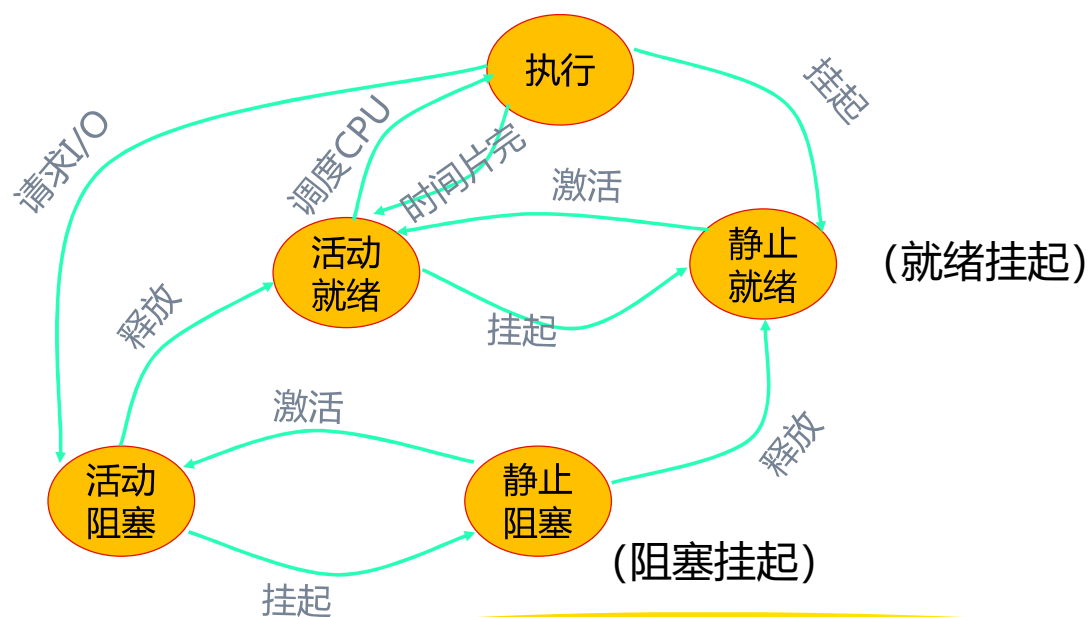 执行
挂起
请求I/O
调度CPU
时间片完
激活
活动
就绪
静止
就绪
（就绪挂起）
释放
挂起
激活
释放
活动
阻塞
静止
阻塞
（阻塞挂起）
挂起